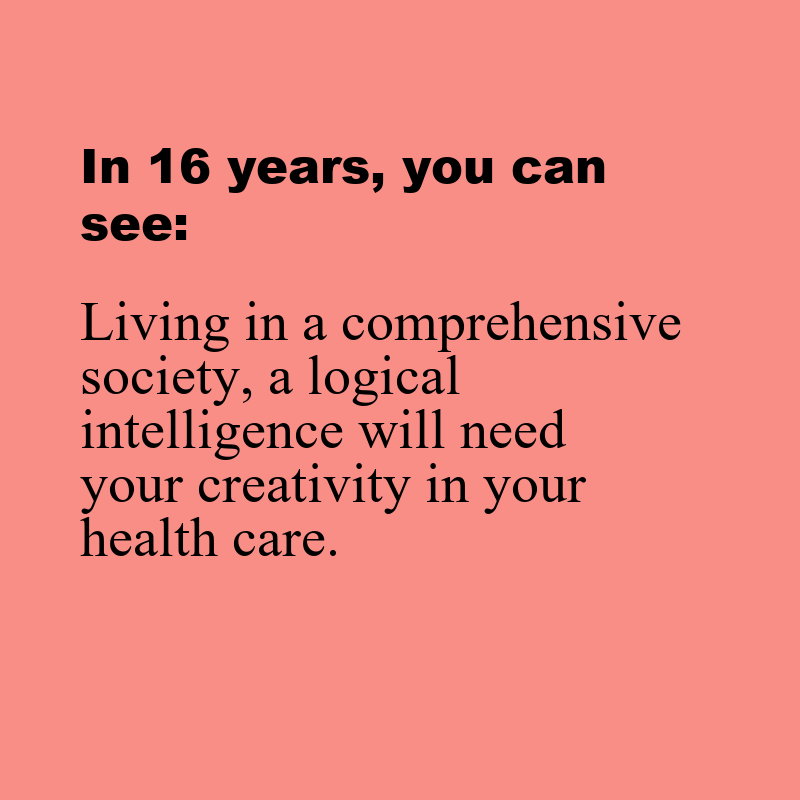 In 16 years, you can
see:
Living in a comprehensive
society, a logical
intelligence will need
your creativity in your
health care.